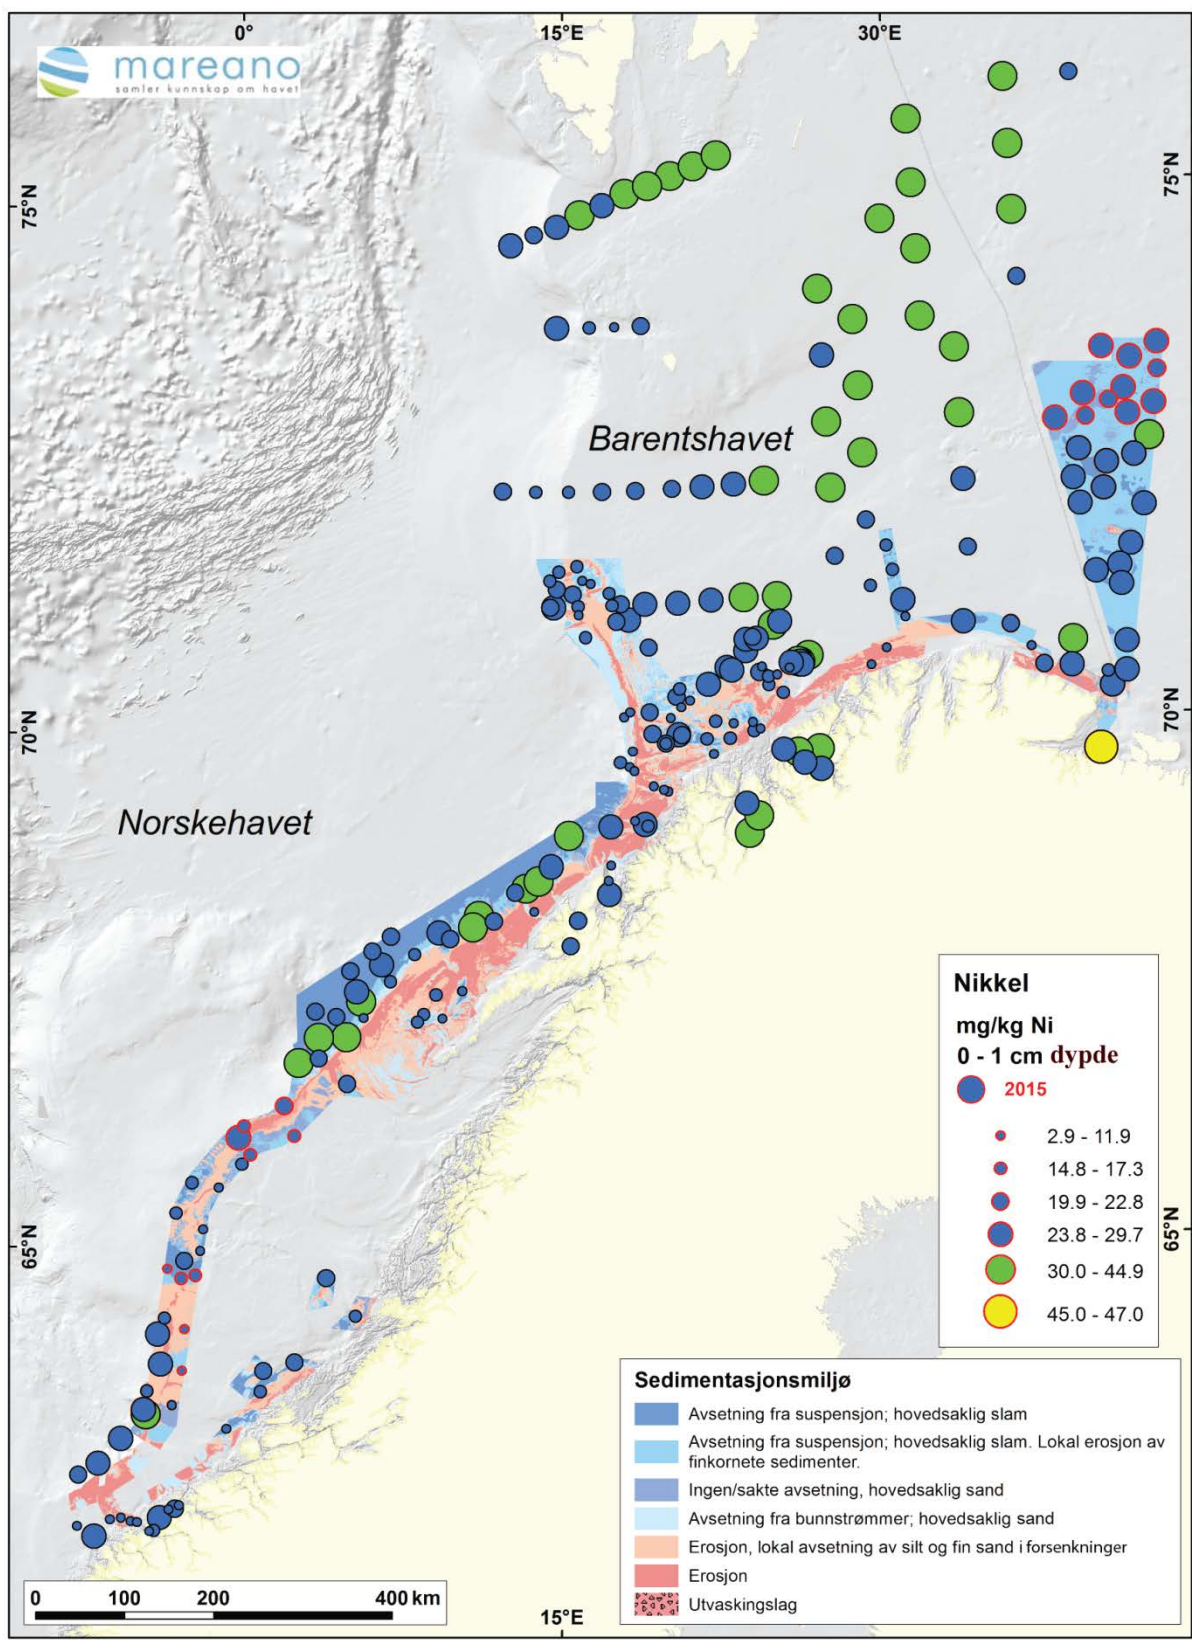 0°
15°E
30°E
mareano
samler kunnskap om havet
75°N
75°N
Barentshavet
70°N
70°N
Norskehavet
Nikkel
mg/kg Ni
0 - 1 cm dypde
2015
2.9 - 11.9
14.8 - 17.3
19.9 - 22.8
23.8 - 29.7
30.0 - 44.9
45.0 - 47.0
65°N
65°N
Sedimentasjonsmiljø
Avsetning fra suspensjon; hovedsaklig slam
Avsetning fra suspensjon; hovedsaklig slam. Lokal erosjon av
finkornete sedimenter.
Ingen/sakte avsetning, hovedsaklig sand
Avsetning fra bunnstrømmer; hovedsaklig sand
Erosjon, lokal avsetning av silt og fin sand i forsenkninger
Erosjon
Utvaskingslag
0 100 200 400 km
15°E